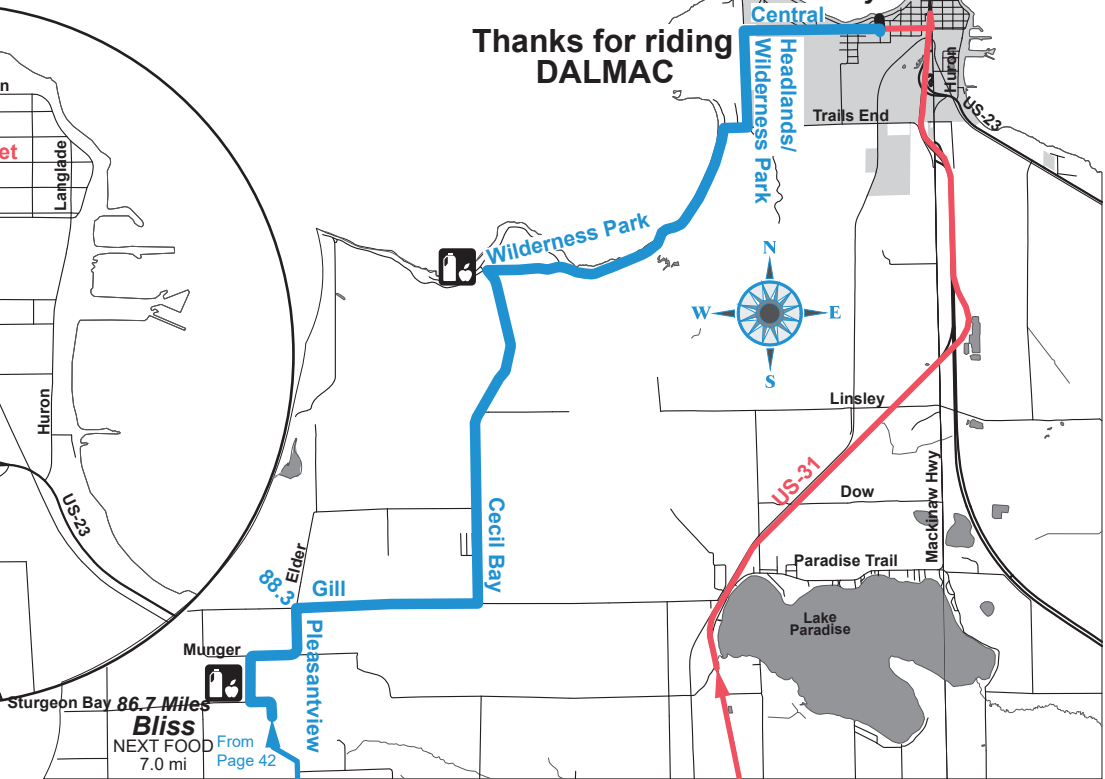 Central
Thanks for riding
DALMAC
Headlands/
Wilderness Park
Huron
US-23
Trails End
et
Langlade
Wilderness Park
N
W
E
S
Huron
US-23
Linsley
US-31
Mackinaw Hwy
Dow
Cecil Bay
Paradise Trail
Elder
88.3
Gill
Lake
Paradise
Pleasantview
Munger
Sturgeon Bay
86.7 Miles
Bliss
NEXT FOOD
7.0 mi
From
Page 42